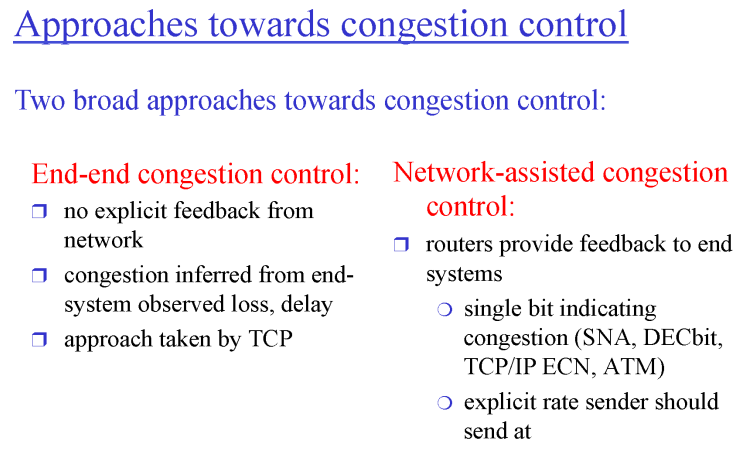 Approaches towards congestion control
Two broad approaches towards congestion control:
End-end congestion control:
no explicit feedback from
network
congestion inferred from end-
system observed loss, delay
approach taken by TCP
Network-assisted congestion
control:
routers provide feedback to end
systems
single bit indicating
congestion (SNA, DECbit,
TCP/IP ECN, ATM)
explicit rate sender should
send at